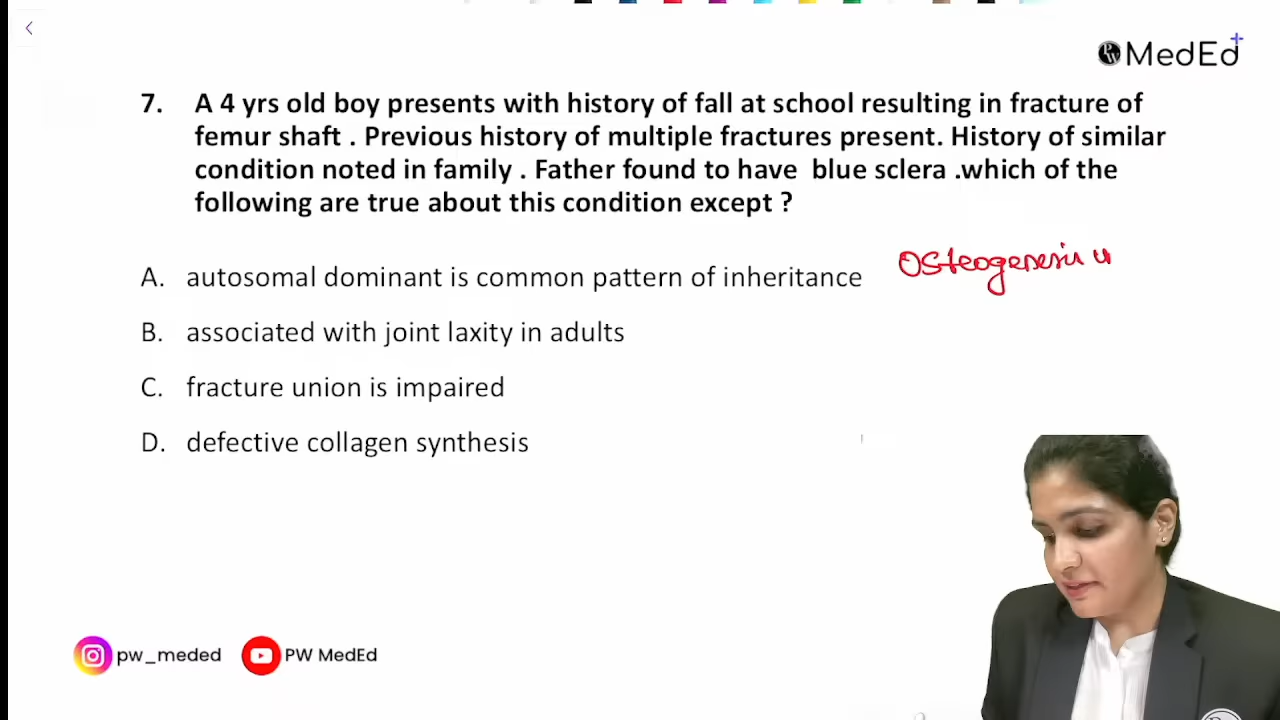 MedEd
7. A 4 yrs old boy presents with history of fall at school resulting in fracture of
femur shaft . Previous history of multiple fractures present. History of similar
condition noted in family . Father found to have blue sclera .which of the
following are true about this condition except ?
Osteogenesis
A. autosomal dominant is common pattern of inheritance
B. associated with joint laxity in adults
C. fracture union is impaired
D. defective collagen synthesis
pw_meded PW MedEd